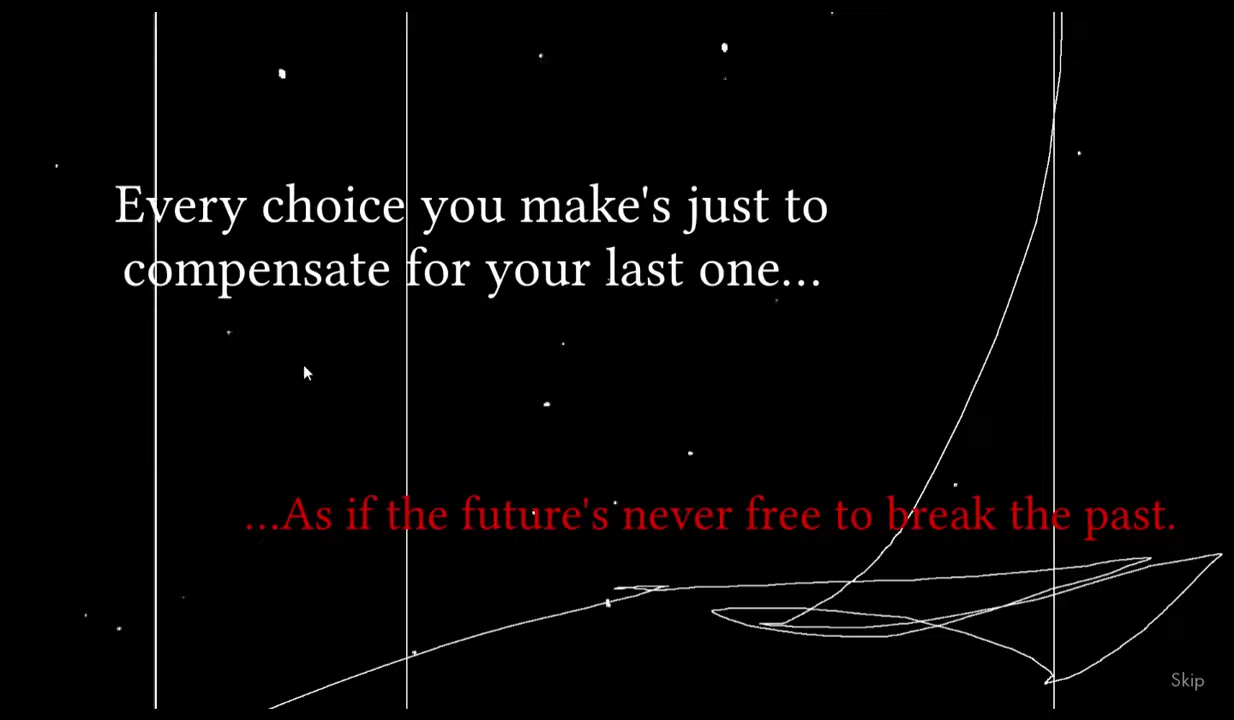 Every choice you make's just to
compensate for your last one...
...As if the future's never free to break the past.
Skip